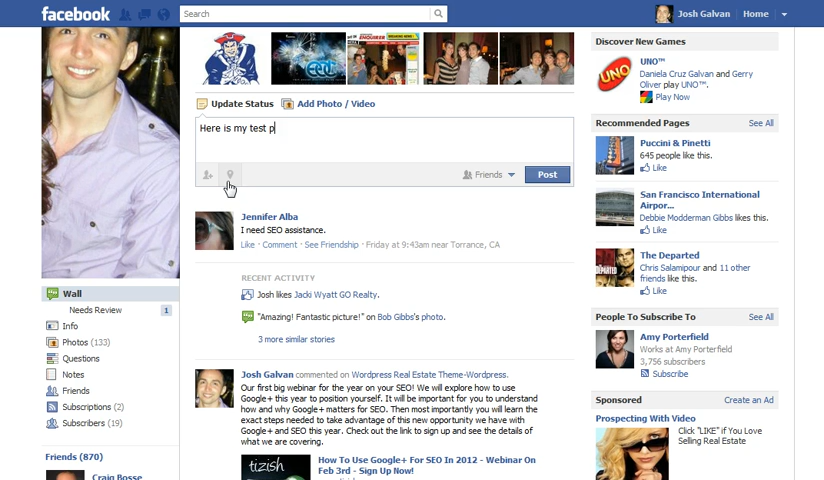 facebook
Search
Josh Galvan
Home
Update Status
Add Photo / Video
Here is my test p
Friends
Post
Jennifer Alba
I need SEO assistance.
Like · Comment · See Friendship · Friday at 9:43am near Torrance, CA
RECENT ACTIVITY
Josh likes Jacki Wyatt GO Realty.
"Amazing! Fantastic picture!" on Bob Gibbs's photo.
3 more similar stories
Josh Galvan commented on Wordpress Real Estate Theme-Wordpress.
Our first big webinar for the year on your SEO! We will explore how to use
Google+ this year to position yourself. It will be important for you to understand
how and why Google+ matters for SEO. Then most importantly you will learn the
exact steps needed to take advantage of this new opportunity we have with
Google+ and SEO this year. Check out the link to sign up and see the details of
what we are covering.
tizish
How To Use Google+ For SEO In 2012 - Webinar On
Feb 3rd - Sign Up Now!
Wall
Needs Review
1
Info
Photos (133)
Questions
Notes
Friends
Subscriptions (2)
Subscribers (19)
Friends (870)
Craig Bosse
Discover New Games
UNO™
Daniela Cruz Galvan and Gerry
Oliver play UNO™.
Play Now
Recommended Pages
See All
Puccini & Pinetti
645 people like this.
Like
San Francisco International
Airpor...
Debbie Modderman Gibbs likes this.
Like
The Departed
Chris Salamipour and 11 other
friends like this.
Like
People To Subscribe To
See All
Amy Porterfield
Works at Amy Porterfield
3,756 subscribers
Subscribe
Sponsored
Create an Ad
Prospecting With Video
Click "LIKE" if You Love
Selling Real Estate